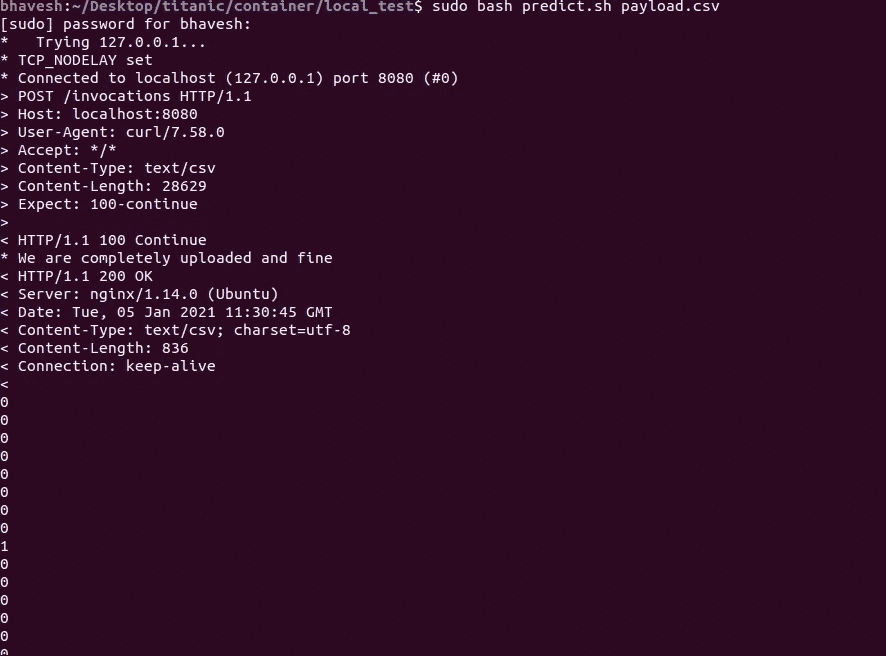 bhavesh:~/Desktop/titanic/container/local_test$ sudo bash predict.sh payload.csv
[sudo] password for bhavesh:
*   Trying 127.0.0.1...
* TCP_NODELAY set
* Connected to localhost (127.0.0.1) port 8080 (#0)
> POST /invocations HTTP/1.1
> Host: localhost:8080
> User-Agent: curl/7.58.0
> Accept: */*
> Content-Type: text/csv
> Content-Length: 28629
> Expect: 100-continue
>
< HTTP/1.1 100 Continue
* We are completely uploaded and fine
< HTTP/1.1 200 OK
< Server: nginx/1.14.0 (Ubuntu)
< Date: Tue, 05 Jan 2021 11:30:45 GMT
< Content-Type: text/csv; charset=utf-8
< Content-Length: 836
< Connection: keep-alive
<
0
0
0
0
0
0
0
0
1
0
0
0
0
0
0